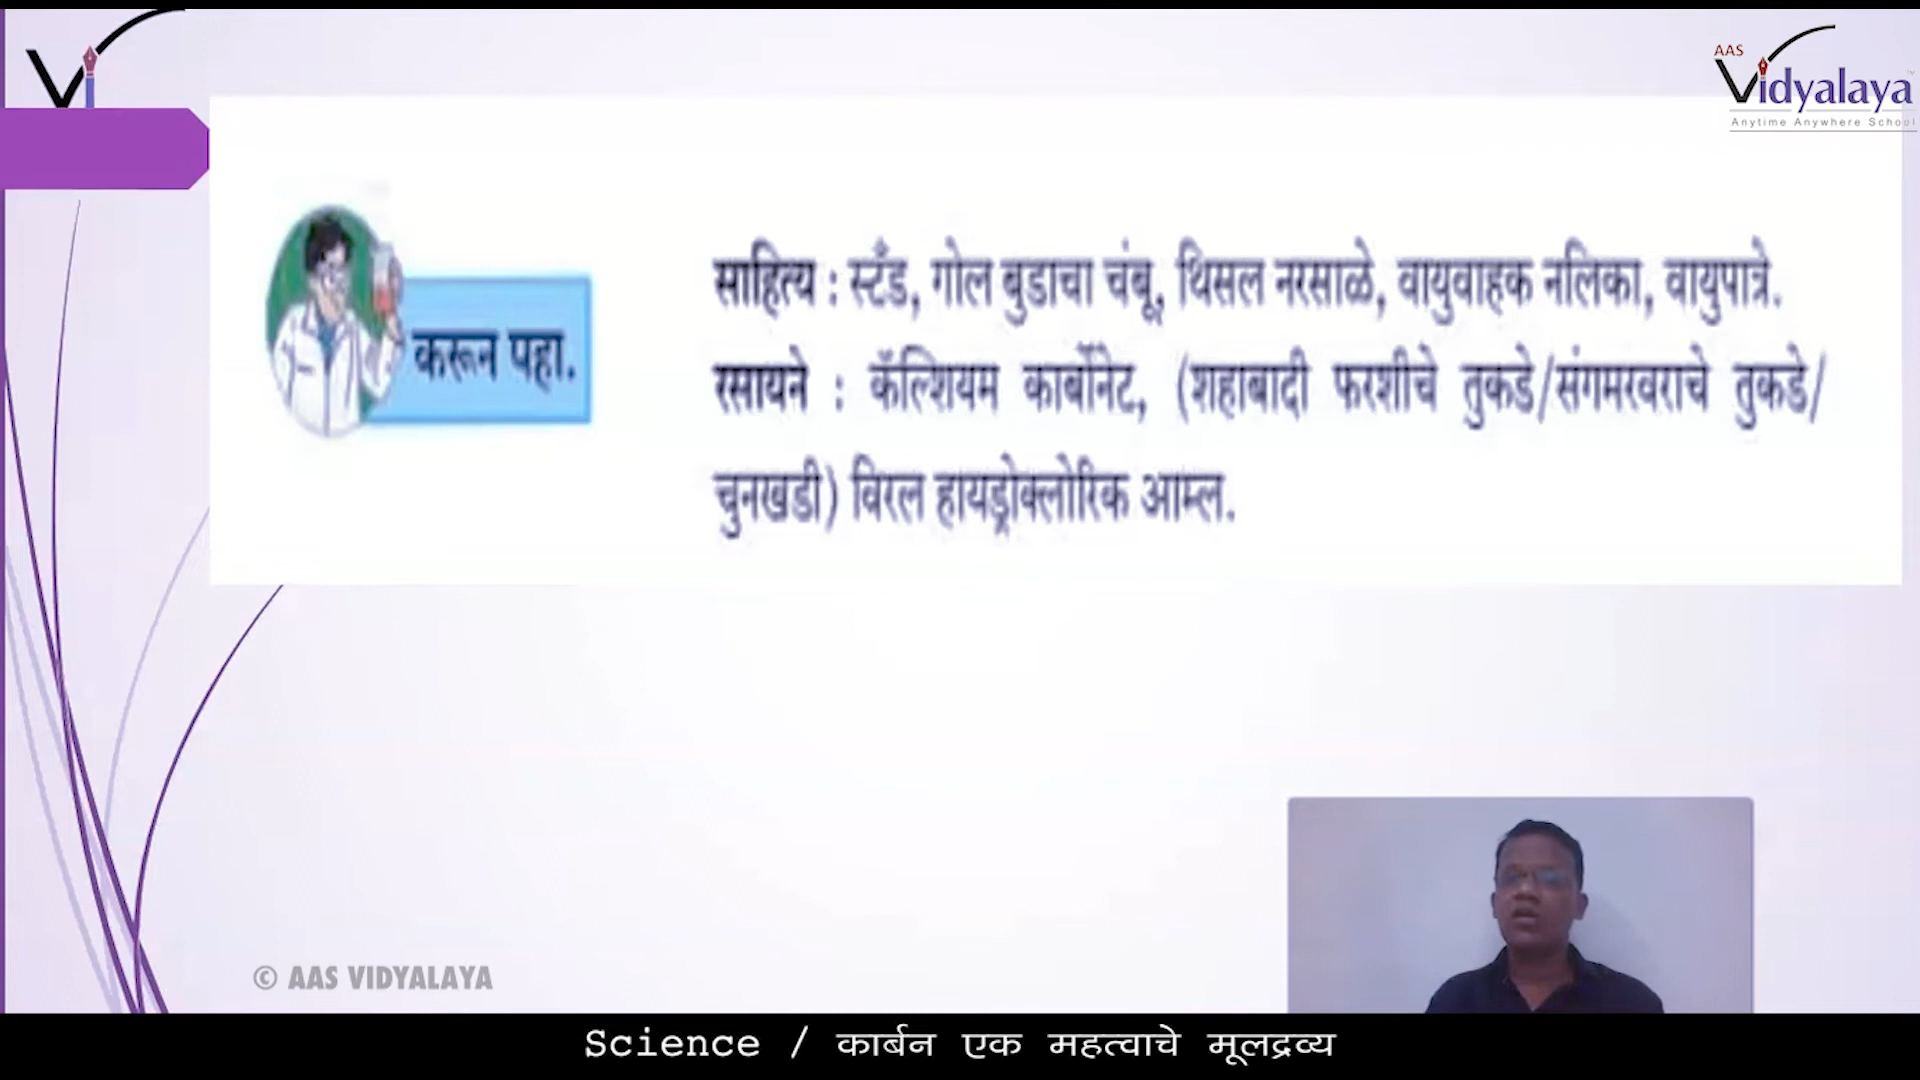 Vi
AAS
Vidyalaya
Anytime Anywhere School
करून पहा.
साहित्य : स्टँड, गोल बुडाचा चंबू, थिसल नरसाळे, वायुवाहक नलिका, वायुपात्रे.
रसायने : कॅल्शियम कार्बोनेट, (शहाबादी फरशीचे तुकडे/संगमरवराचे तुकडे/
चुनखडी) विरल हायड्रोक्लोरिक आम्ल.
© AAS VIDYALAYA
Science / कार्बन एक महत्वाचे मूलद्रव्य